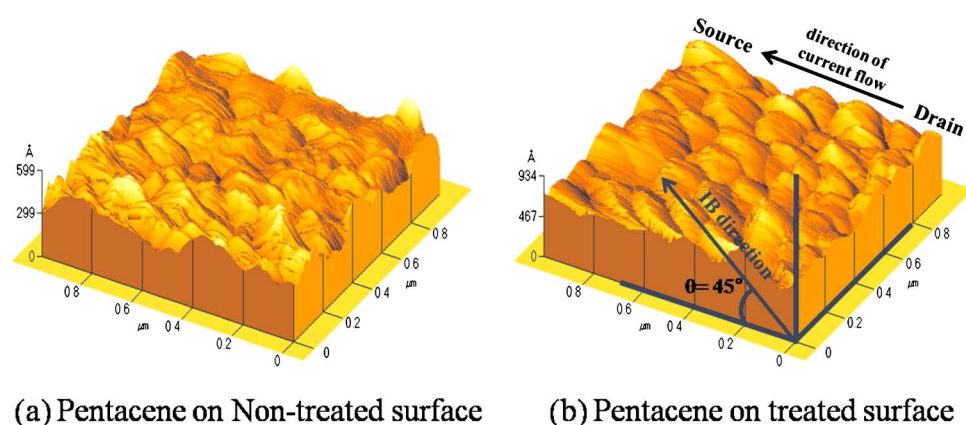 Å
599
299
0
0 8
0 6
µm
0 4
0 2
0
0
0 2
0 4
µm
0 6
0 8
Source
direction of
current flow
Drain
Å
934
467
0
IB direction
θ= 45°
0 8
0 6
µm
0 4
0 2
0
0
0 2
0 4
µm
0 6
0 8
(a) Pentacene on Non-treated surface
(b) Pentacene on treated surface